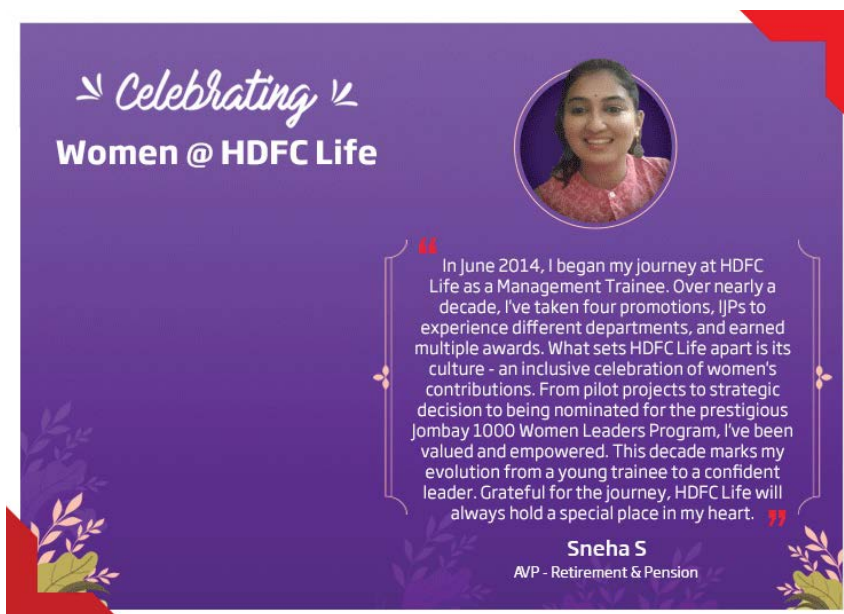 Celebrating
Women @ HDFC Life
“
In June 2014, I began my journey at HDFC
Life as a Management Trainee. Over nearly a
decade, I've taken four promotions, IJPs to
experience different departments, and earned
multiple awards. What sets HDFC Life apart is its
culture - an inclusive celebration of women's
contributions. From pilot projects to strategic
decision to being nominated for the prestigious
Jombay 1000 Women Leaders Program, I've been
valued and empowered. This decade marks my
evolution from a young trainee to a confident
leader. Grateful for the journey, HDFC Life will
always hold a special place in my heart. ”
Sneha S
AVP - Retirement & Pension